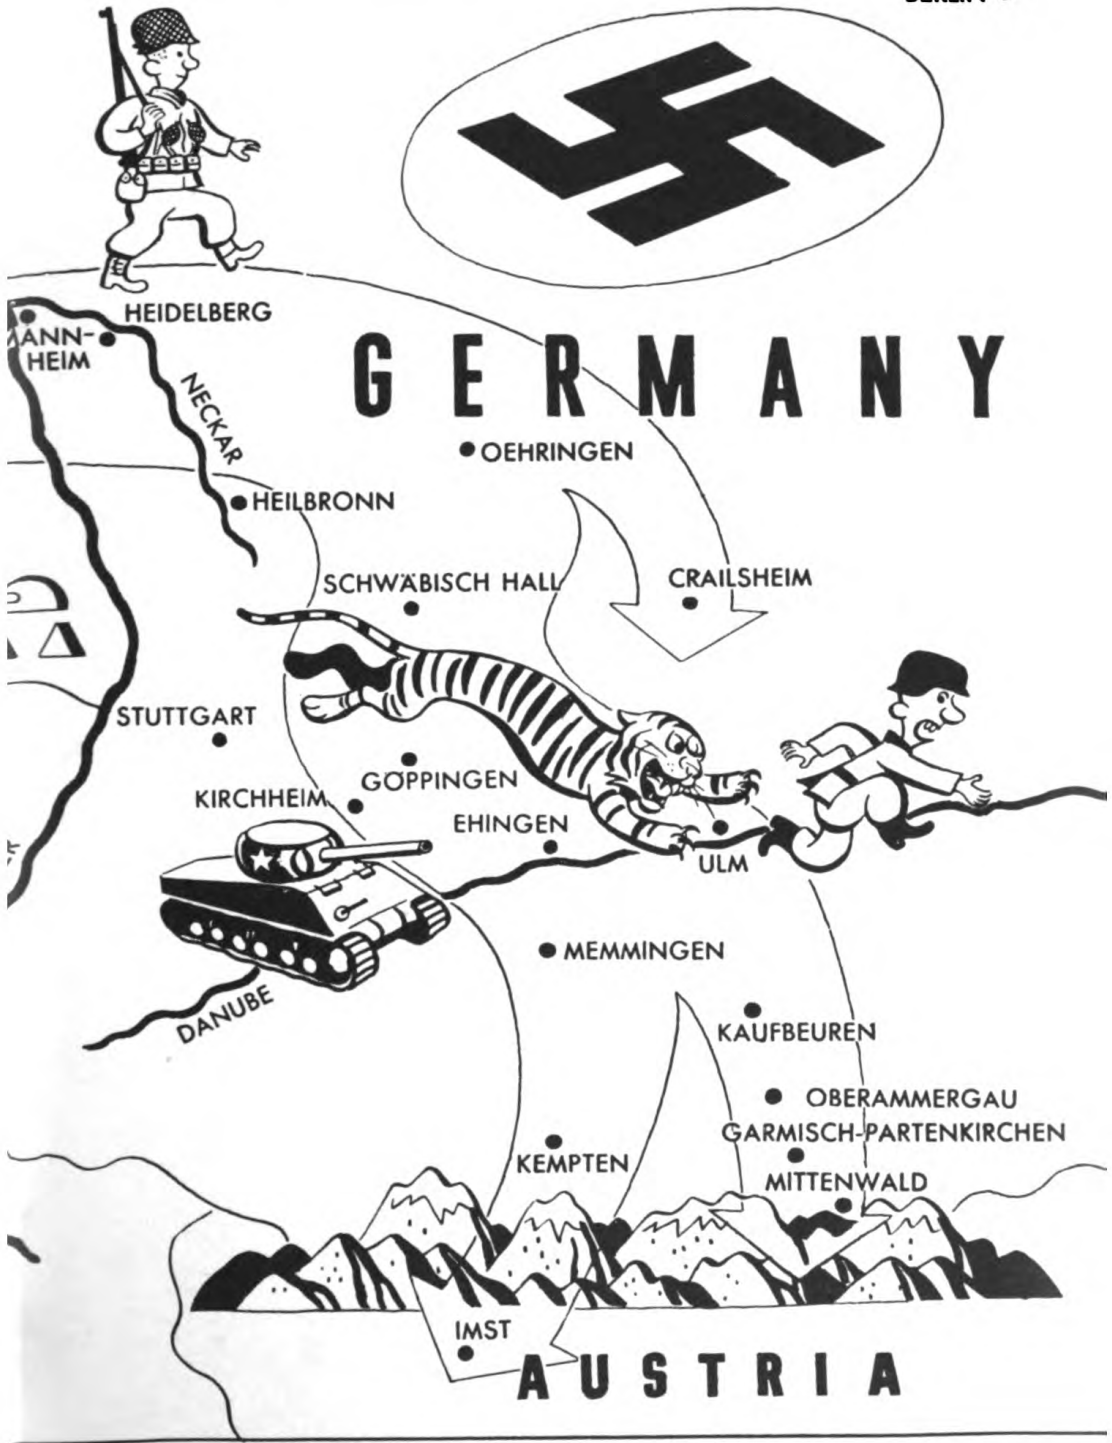 HEIDELBERG
MANN-
HEIM
NECKAR
GERMANY
OEHRINGEN
HEILBRONN
SCHWÄBISCH HALL
CRAILSHEIM
STUTTGART
GÖPPINGEN
KIRCHHEIM
EHINGEN
ULM
MEMMINGEN
DANUBE
KAUFBEUREN
OBERAMMERGAU
GARMISCH-PARTENKIRCHEN
KEMPTEN
MITTENWALD
IMST
AUSTRIA